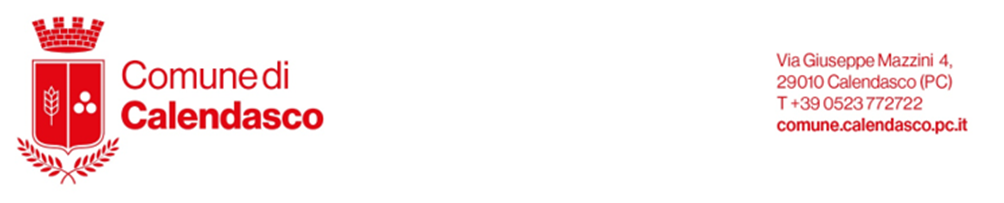 Comune di
Calendasco
Via Giuseppe Mazzini 4,
29010 Calendasco (PC)
T +39 0523 772722
comune.calendasco.pc.it